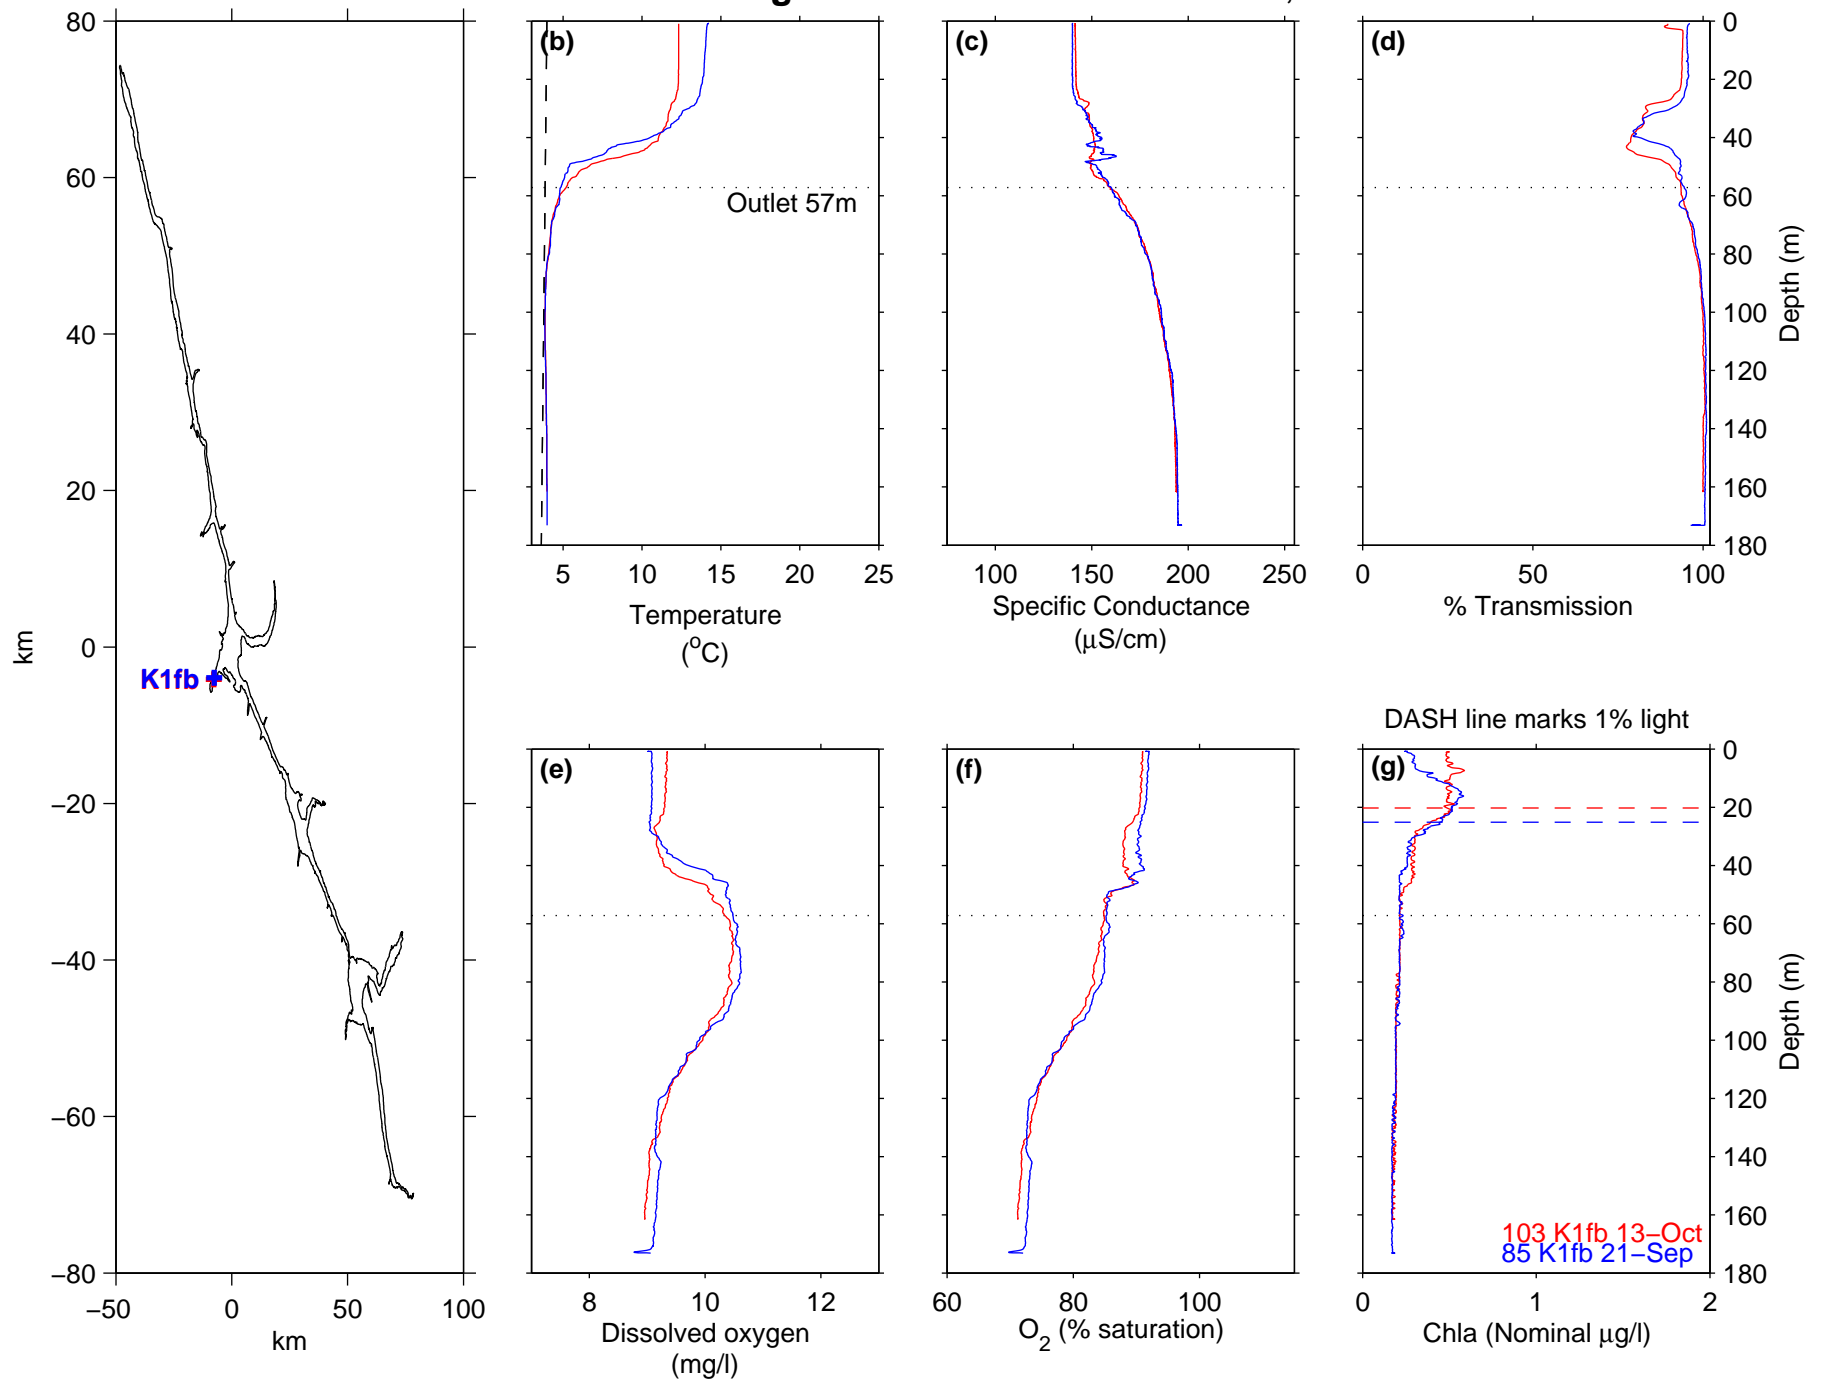 80
60
40
20
0
−20
−40
−60
−80
km
−50 0 50 100
km
K1fb
(b)
Outlet 57m
5 10 15 20 25
Temperature
(°C)
(c)
100 150 200 250
Specific Conductance
(μS/cm)
(d)
0 50 100
% Transmission
0
20
40
60
80
100
120
140
160
180
Depth (m)
(e)
8 10 12
Dissolved oxygen
(mg/l)
(f)
60 80 100
O2 (% saturation)
DASH line marks 1% light
(g)
103 K1fb 13−Oct
85 K1fb 21−Sep
0 1 2
Chla (Nominal μg/l)
0
20
40
60
80
100
120
140
160
180
Depth (m)